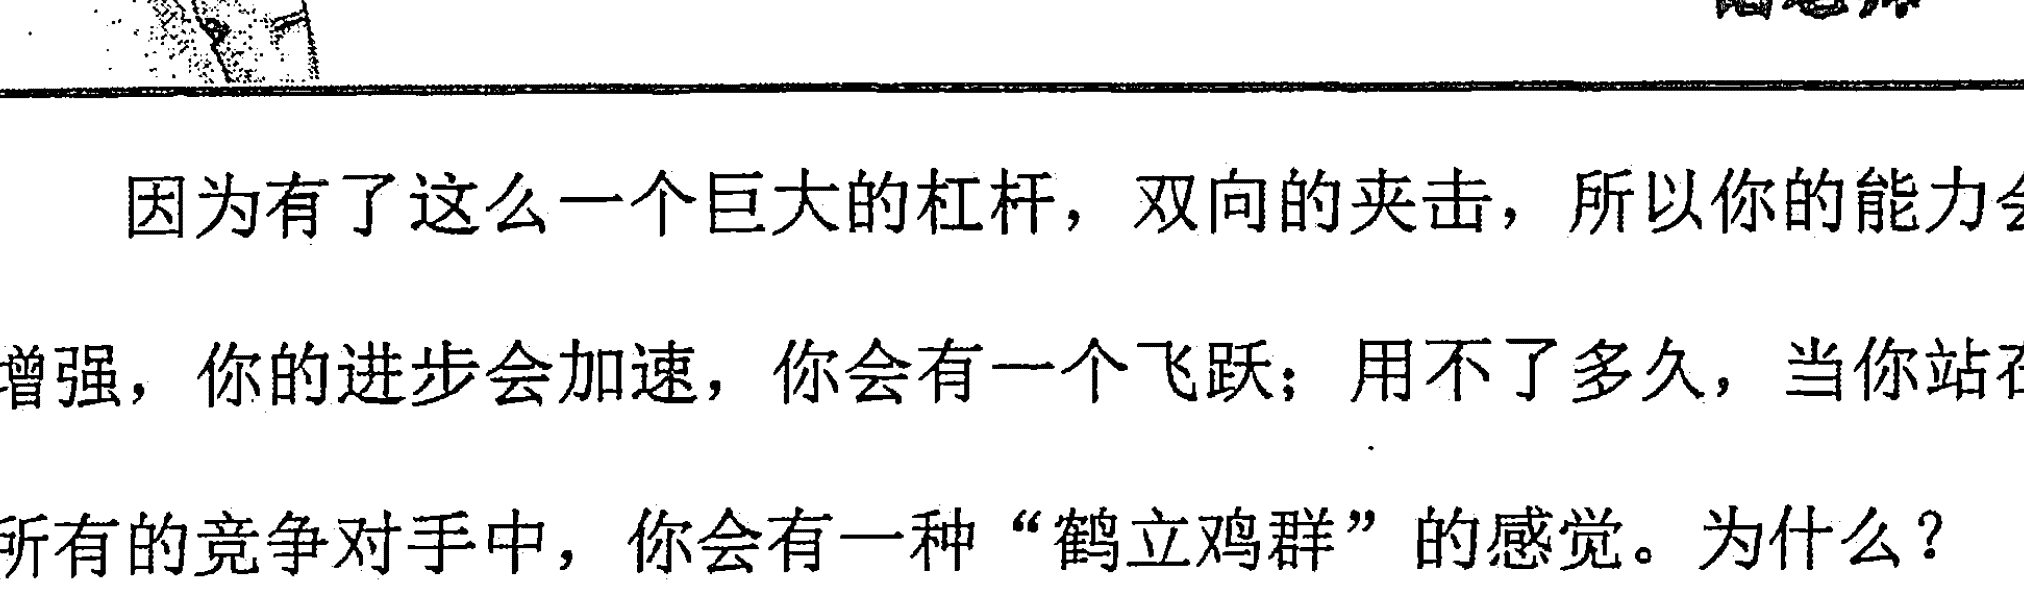 因为有了这么一个巨大的杠杆，双向的夹击，所以你的能力会
增强，你的进步会加速，你会有一个飞跃；用不了多久，当你站在
所有的竞争对手中，你会有一种“鹤立鸡群”的感觉。为什么？